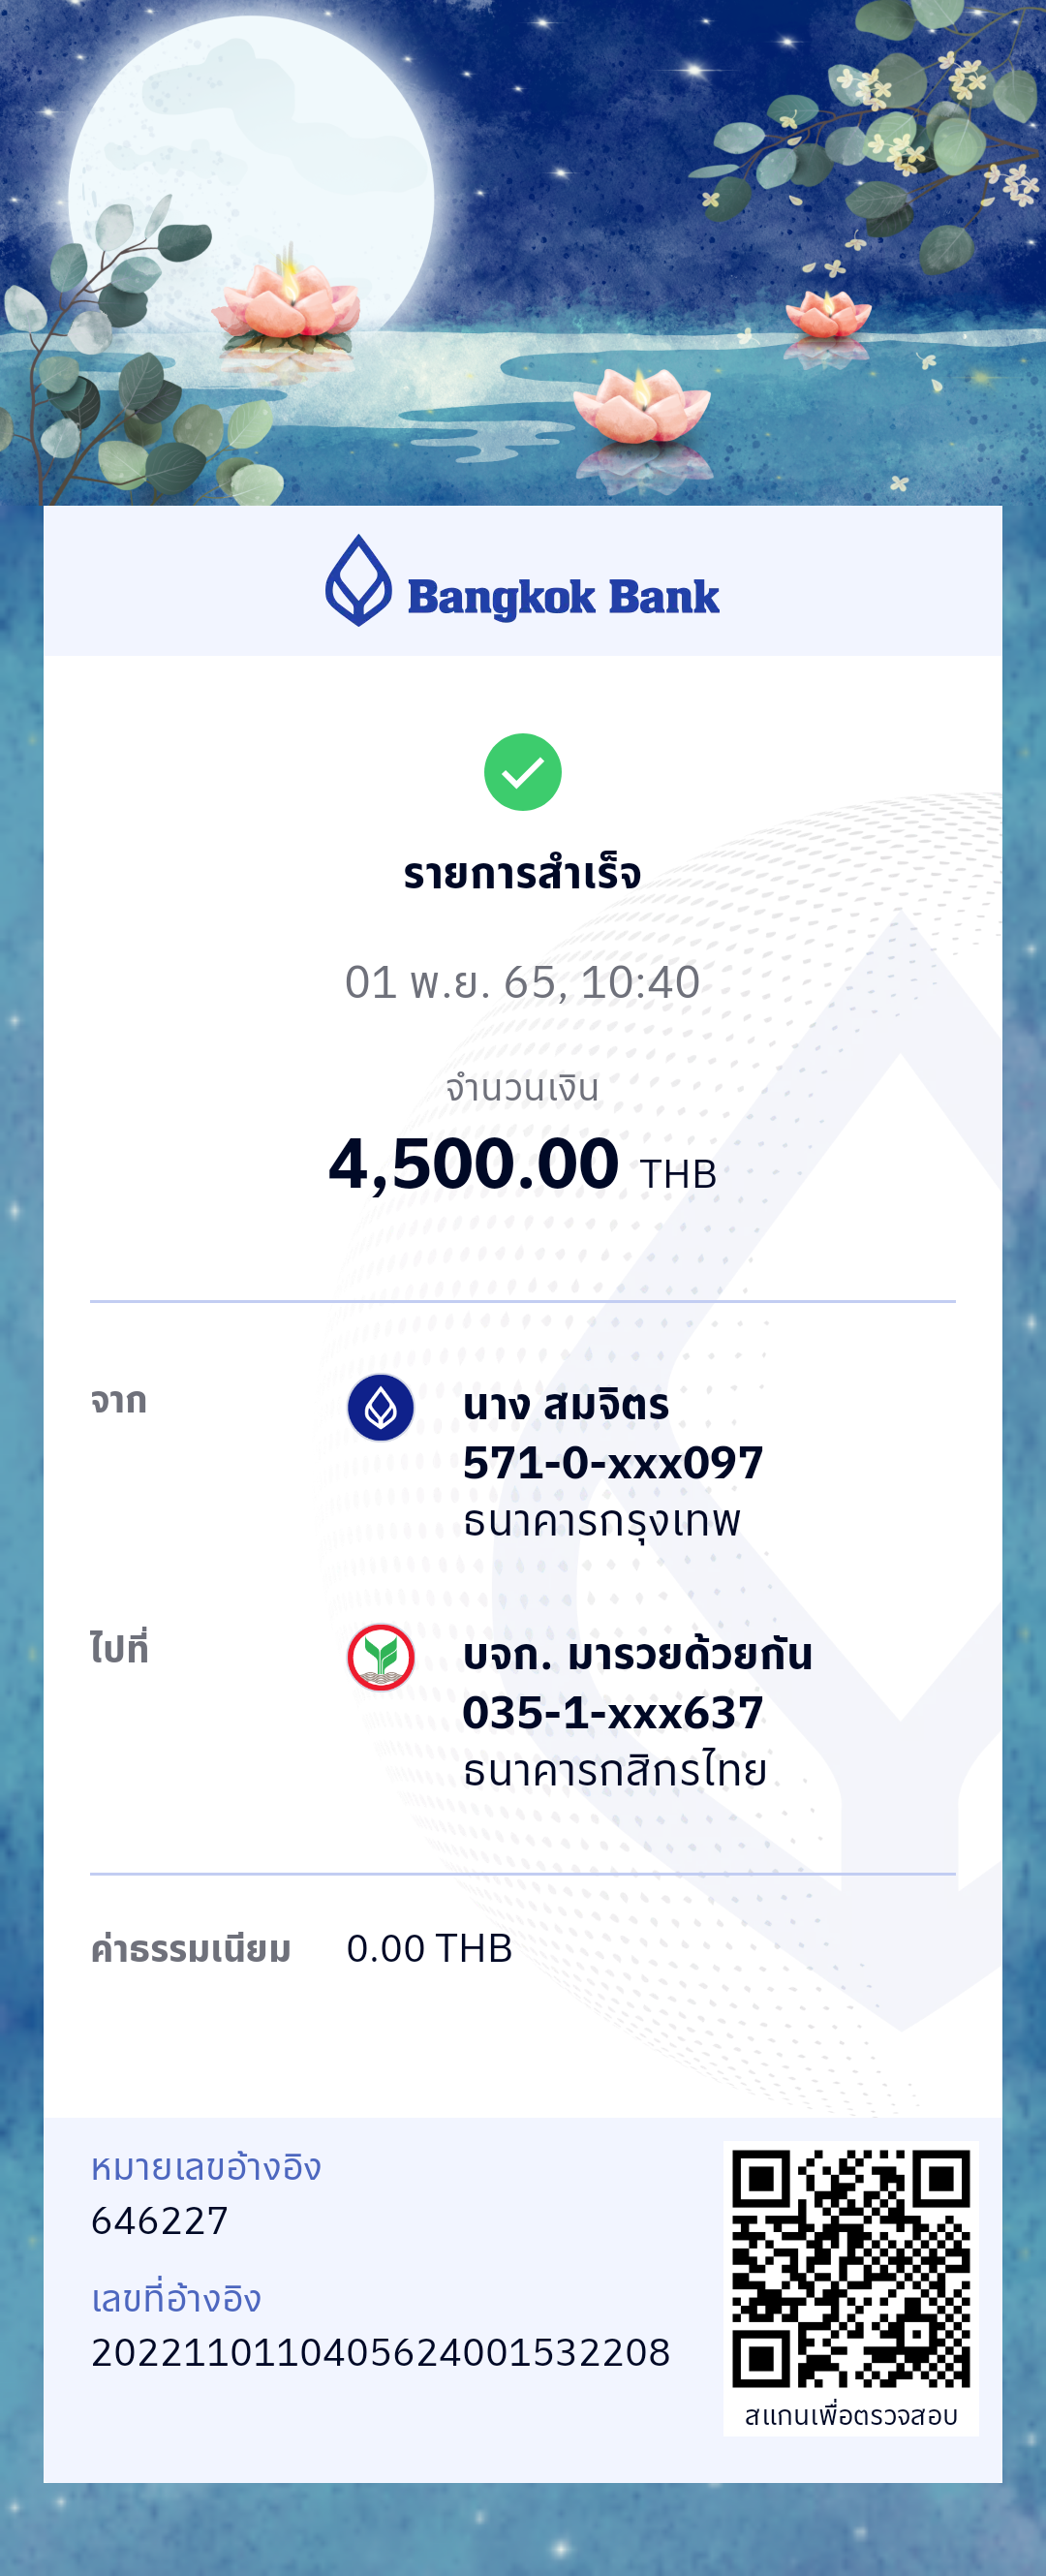 Bangkok Bank
รายการสำเร็จ
01 พ.ย. 65, 10:40
จำนวนเงิน
4,500.00 THB
จาก
นาง สมจิตร
571-0-xxx097
ธนาคารกรุงเทพ
ไปที่
บจก. มารวยด้วยกัน
035-1-xxx637
ธนาคารกสิกรไทย
ค่าธรรมเนียม 0.00 THB
หมายเลขอ้างอิง
646227
เลขที่อ้างอิง
2022110110405624001532208
สแกนเพื่อตรวจสอบ